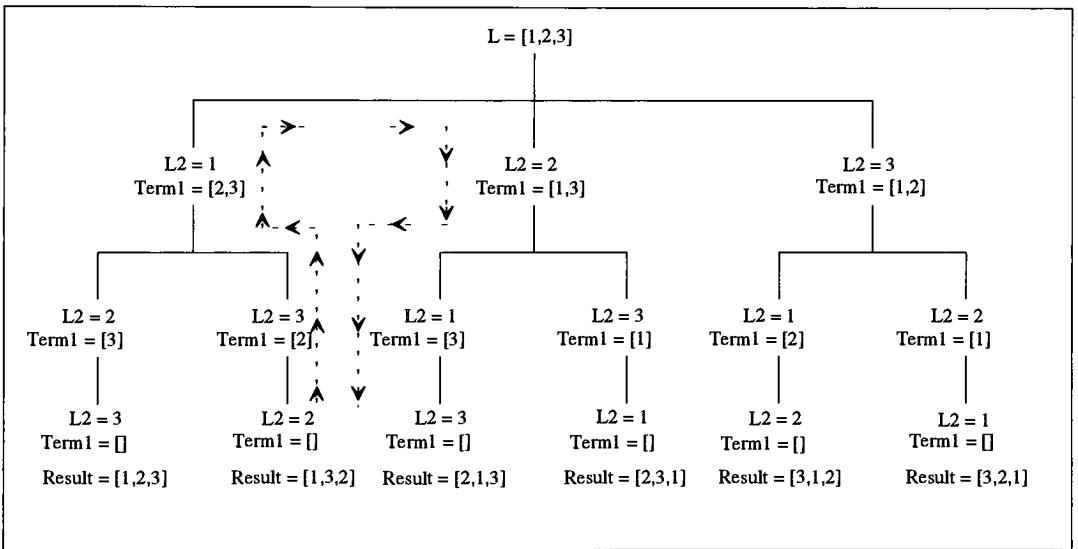 L = [1,2,3]
L2 = 1
Term1 = [2,3]
L2 = 2
Term1 = [1,3]
L2 = 3
Term1 = [1,2]
L2 = 2
Term1 = [3]
L2 = 3
Term1 = [2]
L2 = 1
Term1 = [3]
L2 = 3
Term1 = [1]
L2 = 1
Term1 = [2]
L2 = 2
Term1 = [1]
L2 = 3
Term1 = []
Result = [1,2,3]
L2 = 2
Term1 = []
Result = [1,3,2]
L2 = 3
Term1 = []
Result = [2,1,3]
L2 = 1
Term1 = []
Result = [2,3,1]
L2 = 2
Term1 = []
Result = [3,1,2]
L2 = 1
Term1 = []
Result = [3,2,1]